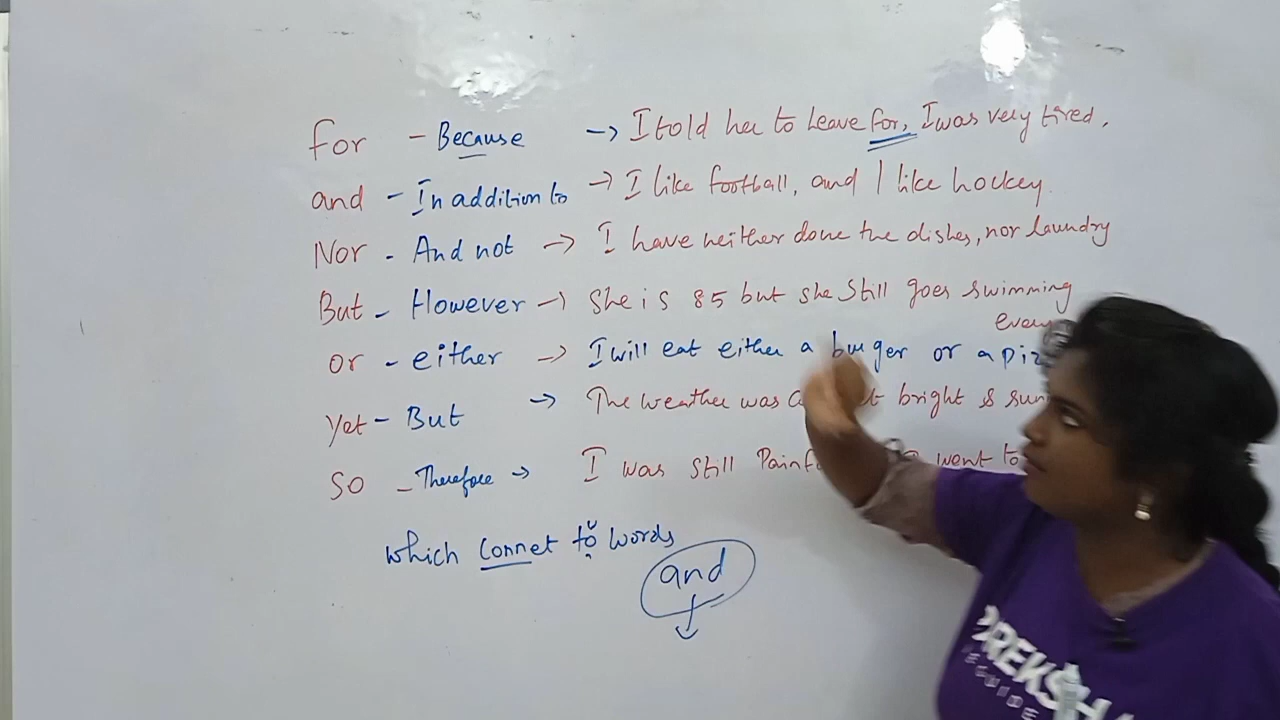 for - Because -> I told her to Leave for, I was very tired.
and - In addition to -> I like football, and I like hockey.
Nor - And not -> I have neither done the dishes, nor laundry
But - However -> She is 85 but she still goes swimming
or - either -> I will eat either a burger or a
Yet - But -> The weather was bright &
So - Therefore -> I was still went to
which Connet to words
and